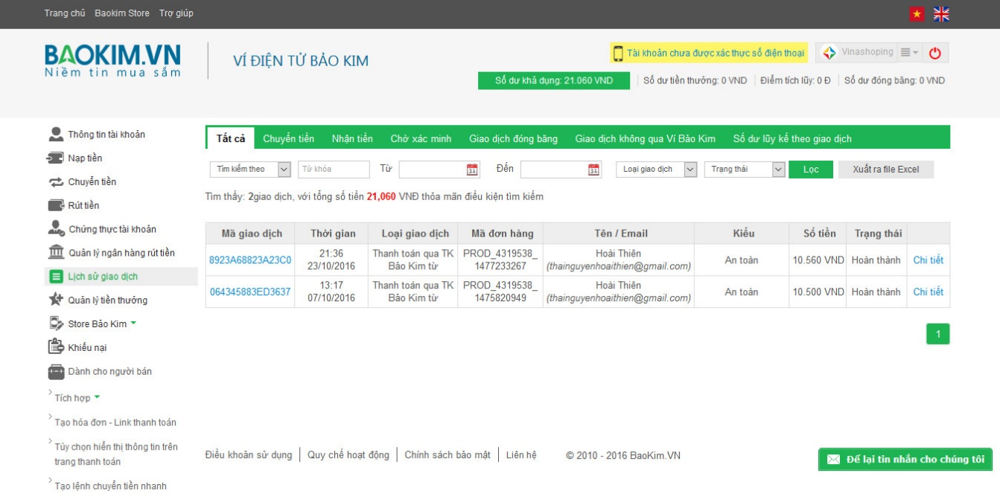 Trang chủ Baokim Store Trợ giúp
BAOKIM.VN
Niềm tin mua sắm
VÍ ĐIỆN TỬ BẢO KIM
Tài khoản chưa được xác thực số điện thoại
Vinashoping
Số dư khả dụng: 21.060 VND Số dư tiền thưởng: 0 VND Điểm tích lũy: 0 Đ Số dư đóng băng: 0 VND
Thông tin tài khoản
Nạp tiền
Chuyển tiền
Rút tiền
Chứng thực tài khoản
Quản lý ngân hàng rút tiền
Lịch sử giao dịch
Quản lý tiền thưởng
Store Bảo Kim
Khiếu nại
Dành cho người bán
Tích hợp
Tạo hóa đơn - Link thanh toán
Tủy chọn hiển thị thông tin trên
trang thanh toán
Tạo lệnh chuyển tiền nhanh
Tất cả Chuyển tiền Nhận tiền Chờ xác minh Giao dịch đóng băng Giao dịch không qua Ví Bảo Kim Số dư lũy kế theo giao dịch
Tìm kiếm theo Từ khóa Từ 31 Đến 31 Loại giao dịch Trạng thái Lọc Xuất ra file Excel
Tìm thấy: 2giao dịch, với tổng số tiền 21,060 VNĐ thỏa mãn điều kiện tìm kiếm
Mã giao dịch Thời gian Loại giao dịch Mã đơn hàng Tên / Email Kiểu Số tiền Trạng thái
8923A68823A23C0 21:36 23/10/2016 Thanh toán qua TK Bảo Kim từ PROD_4319538_1477233267 Hoài Thiên (thainguyenhoaithien@gmail.com) An toàn 10.560 VND Hoàn thành Chi tiết
064345883ED3637 13:17 07/10/2016 Thanh toán qua TK Bảo Kim từ PROD_4319538_1475820949 Hoài Thiên (thainguyenhoaithien@gmail.com) An toàn 10.500 VND Hoàn thành Chi tiết
1
Điều khoản sử dụng Quy chế hoạt động Chính sách bảo mật Liên hệ © 2010 - 2016 BaoKim.VN
Để lại tin nhắn cho chúng tôi